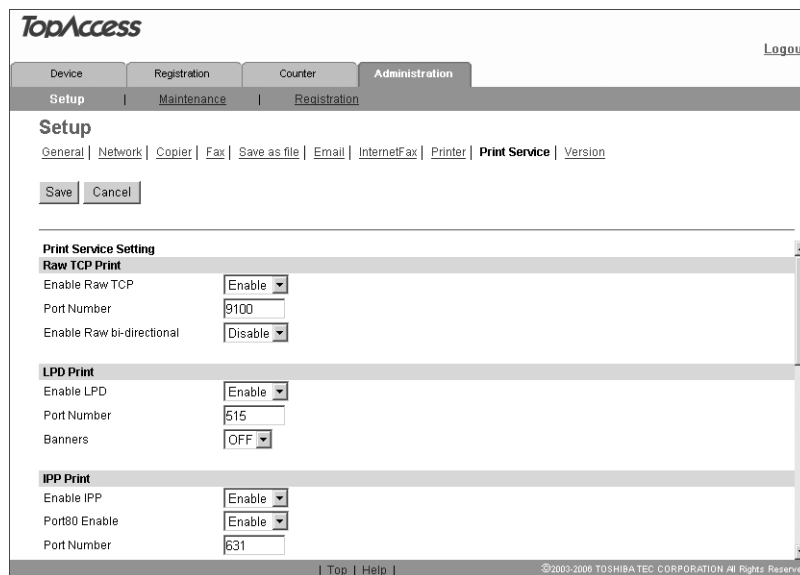 TopAccess
Logou
Device Registration Counter Administration
Setup | Maintenance | Registration
Setup
General | Network | Copier | Fax | Save as file | Email | InternetFax | Printer | Print Service | Version
Save Cancel
Print Service Setting
Raw TCP Print
Enable Raw TCP Enable
Port Number 9100
Enable Raw bi-directional Disable
LPD Print
Enable LPD Enable
Port Number 515
Banners OFF
IPP Print
Enable IPP Enable
Port80 Enable Enable
Port Number 631
| Top | Help | ©2003-2006 TOSHIBA TEC CORPORATION All Rights Reserve